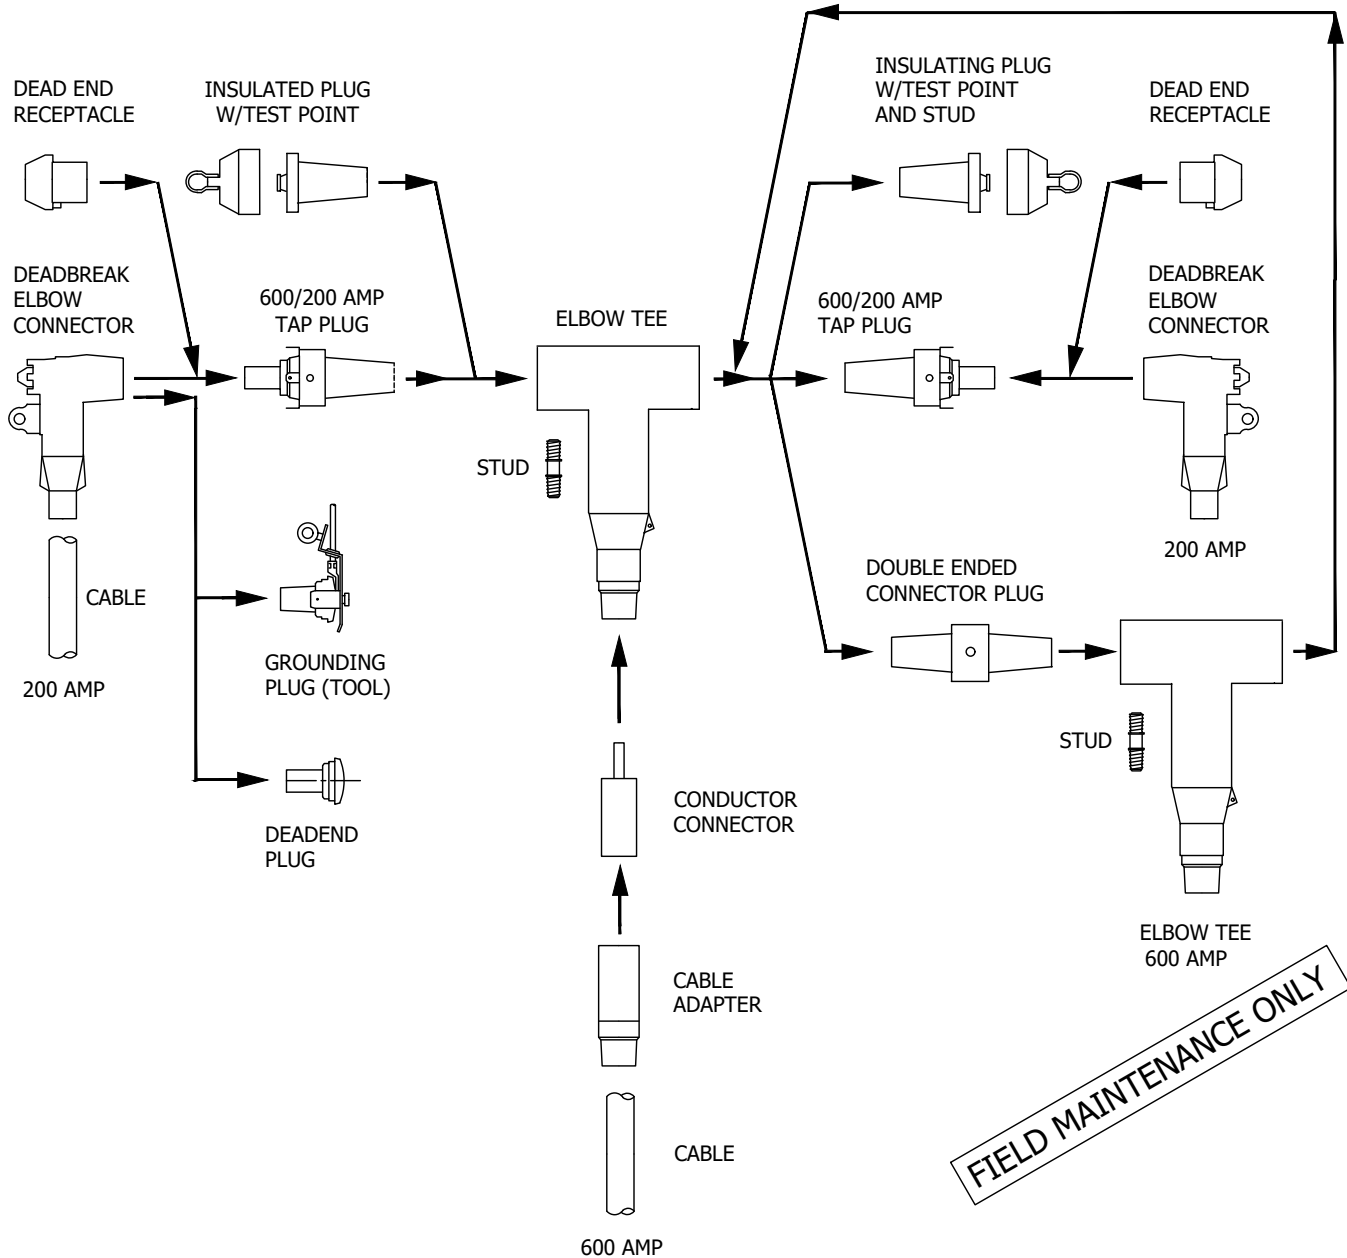 DEAD END
RECEPTACLE
INSULATED PLUG
W/TEST POINT
INSULATING PLUG
W/TEST POINT
AND STUD
DEAD END
RECEPTACLE
DEADBREAK
ELBOW
CONNECTOR
600/200 AMP
TAP PLUG
ELBOW TEE
600/200 AMP
TAP PLUG
DEADBREAK
ELBOW
CONNECTOR
STUD
200 AMP
CABLE
200 AMP
GROUNDING
PLUG (TOOL)
DOUBLE ENDED
CONNECTOR PLUG
STUD
DEADEND
PLUG
CONDUCTOR
CONNECTOR
ELBOW TEE
600 AMP
CABLE
ADAPTER
CABLE
600 AMP
FIELD MAINTENANCE ONLY